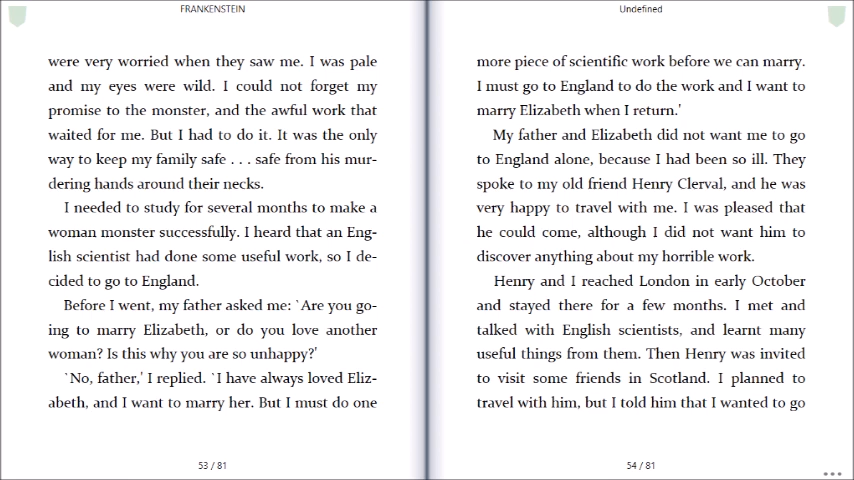 FRANKENSTEIN
were very worried when they saw me. I was pale
and my eyes were wild. I could not forget my
promise to the monster, and the awful work that
waited for me. But I had to do it. It was the only
way to keep my family safe . . . safe from his mur-
dering hands around their necks.
I needed to study for several months to make a
woman monster successfully. I heard that an Eng-
lish scientist had done some useful work, so I de-
cided to go to England.
Before I went, my father asked me: `Are you go-
ing to marry Elizabeth, or do you love another
woman? Is this why you are so unhappy?'
`No, father,' I replied. `I have always loved Eliz-
abeth, and I want to marry her. But I must do one
53 / 81
Undefined
more piece of scientific work before we can marry.
I must go to England to do the work and I want to
marry Elizabeth when I return.'
My father and Elizabeth did not want me to go
to England alone, because I had been so ill. They
spoke to my old friend Henry Clerval, and he was
very happy to travel with me. I was pleased that
he could come, although I did not want him to
discover anything about my horrible work.
Henry and I reached London in early October
and stayed there for a few months. I met and
talked with English scientists, and learnt many
useful things from them. Then Henry was invited
to visit some friends in Scotland. I planned to
travel with him, but I told him that I wanted to go
54 / 81